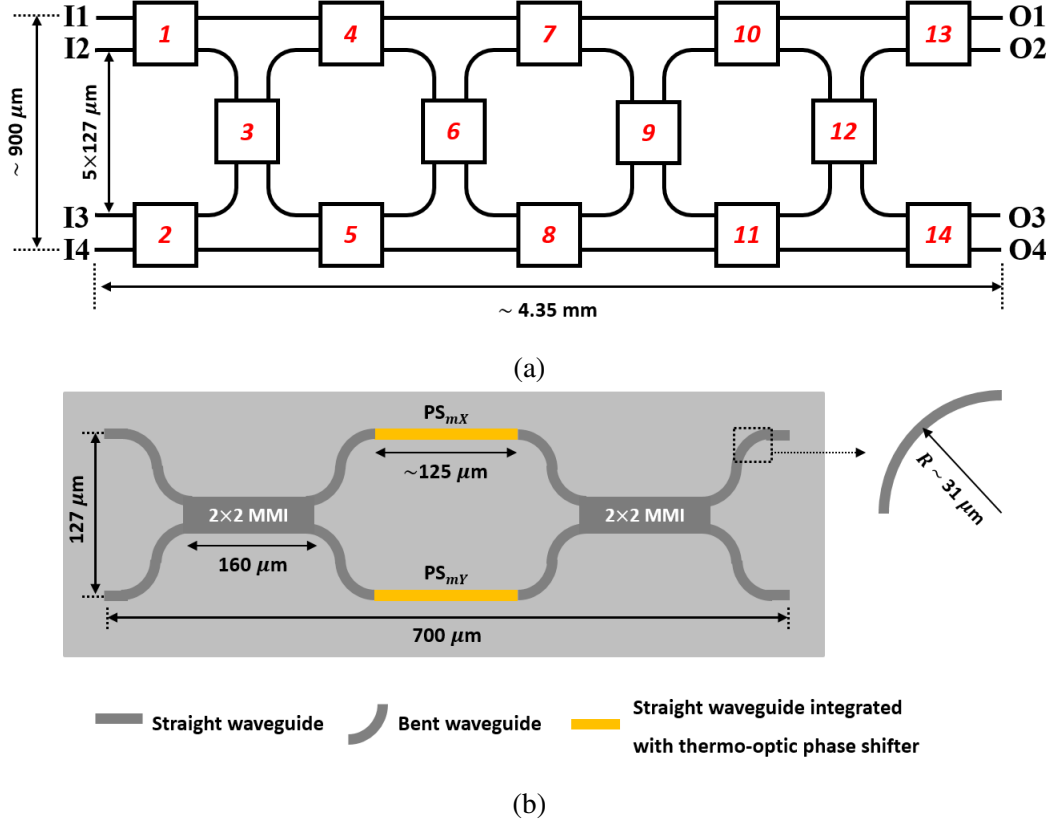 I1 1 4 7 10 13 O1
I2 O2
~ 900 μm
5×127 μm
3 6 9 12
I3 O3
2 5 8 11 14
I4 O4
~ 4.35 mm
(a)
PS_mX
~125 μm
127 μm
2×2 MMI 2×2 MMI
160 μm
PS_mY
700 μm
R ~ 31 μm
Straight waveguide
Bent waveguide
Straight waveguide integrated
with thermo-optic phase shifter
(b)